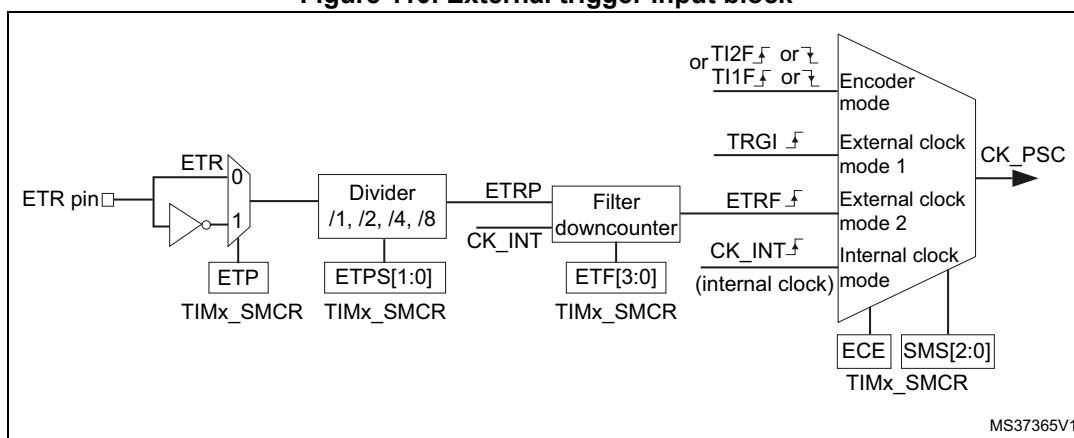 Figure 110. External trigger input block
or TI2F or
TI1F or
Encoder
mode
TRGI
External clock
mode 1
CK_PSC
ETR
0
ETR pin
1
Divider
/1, /2, /4, /8
ETRP
CK_INT
Filter
downcounter
ETRF
External clock
mode 2
CK_INT
(internal clock)
Internal clock
mode
ETP
TIMx_SMCR
ETPS[1:0]
TIMx_SMCR
ETF[3:0]
TIMx_SMCR
ECE
SMS[2:0]
TIMx_SMCR
MS37365V1